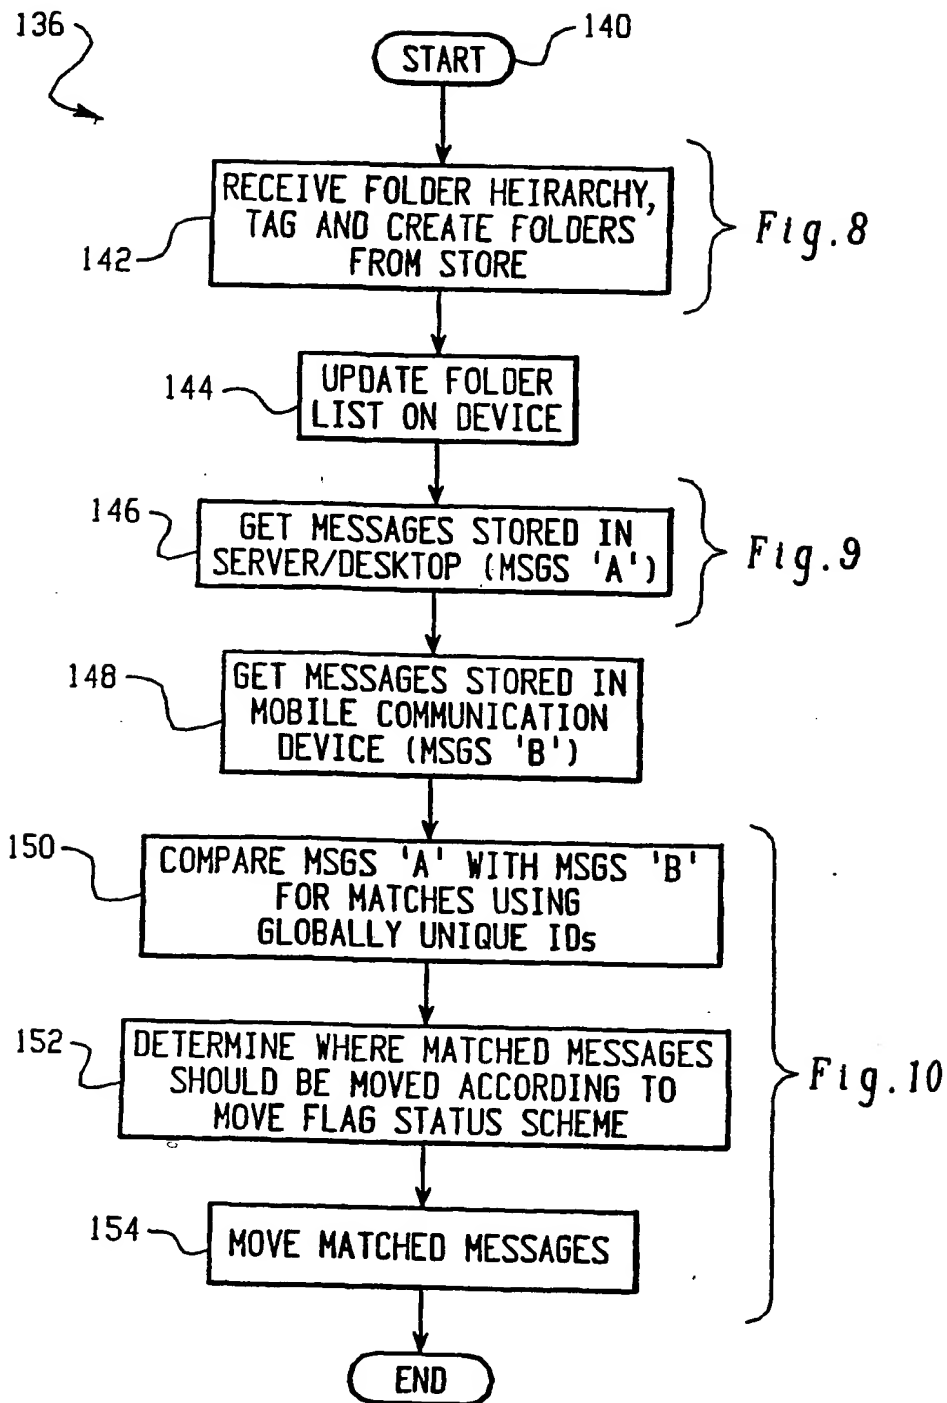 136
START
140
RECEIVE FOLDER HEIRARCHY,
TAG AND CREATE FOLDERS
FROM STORE
142
Fig.8
UPDATE FOLDER
LIST ON DEVICE
144
GET MESSAGES STORED IN
SERVER/DESKTOP (MSGS 'A')
146
Fig.9
GET MESSAGES STORED IN
MOBILE COMMUNICATION
DEVICE (MSGS 'B')
148
COMPARE MSGS 'A' WITH MSGS 'B'
FOR MATCHES USING
GLOBALLY UNIQUE IDs
150
DETERMINE WHERE MATCHED MESSAGES
SHOULD BE MOVED ACCORDING TO
MOVE FLAG STATUS SCHEME
152
Fig.10
MOVE MATCHED MESSAGES
154
END